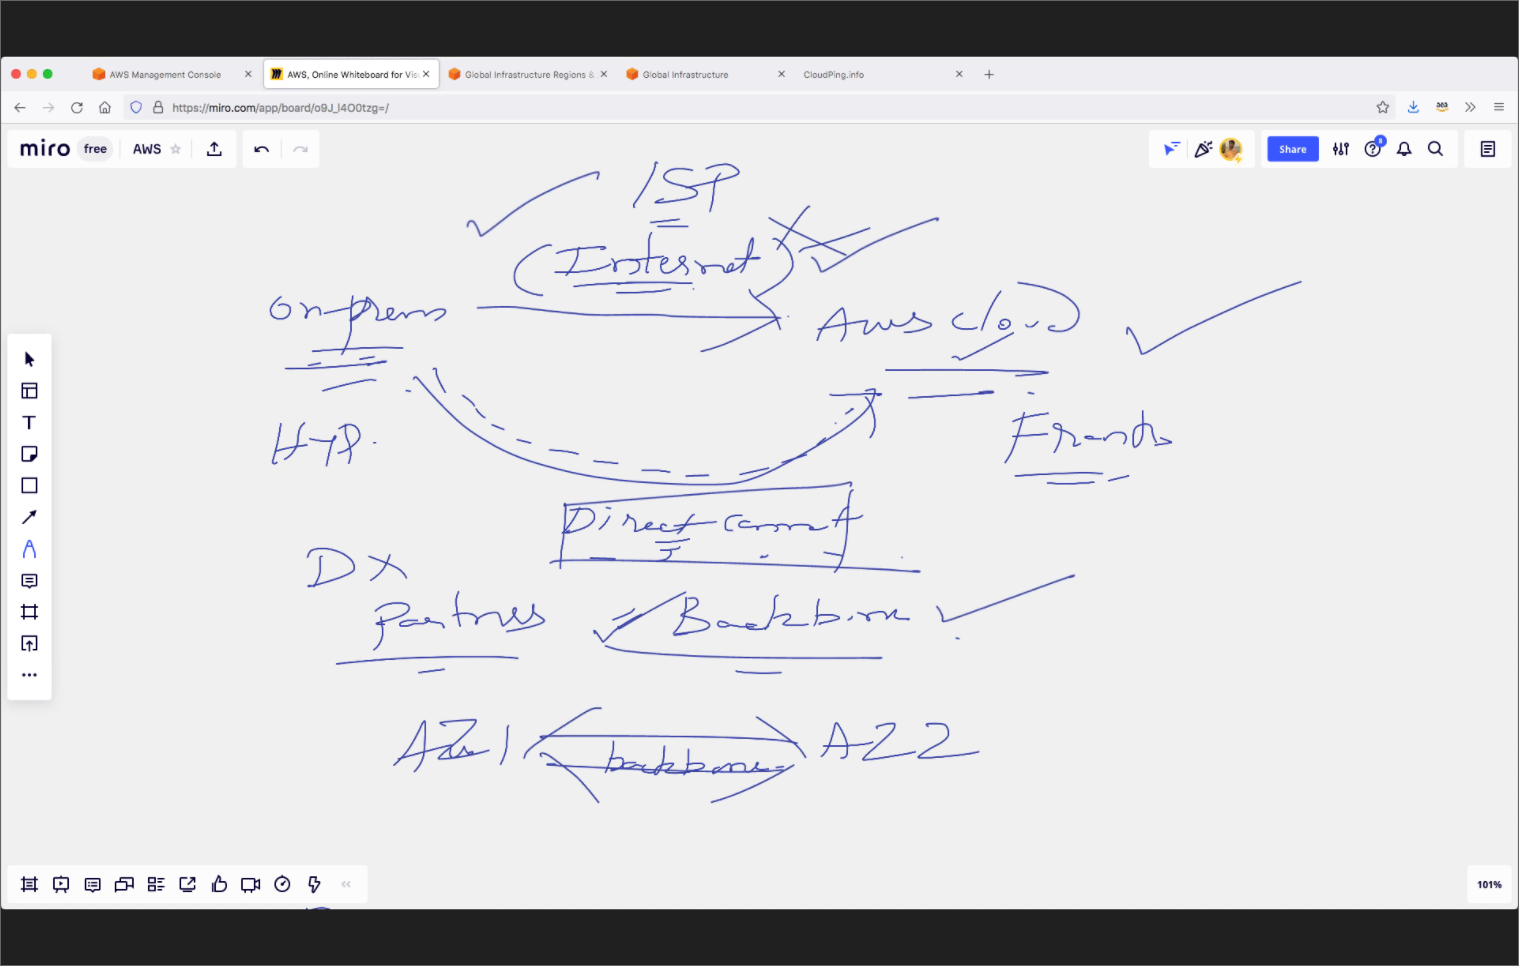 AWS Management Console
AWS, Online Whiteboard for Vis
Global Infrastructure Regions &
Global Infrastructure
CloudPing.info
https://miro.com/app/board/o9J_l4O0tzg=/
miro free AWS
Share
8
ISP
(Internet)
On-prem
AWS Cloud
HYP.
Direct Connect
DX
Partners
Backbone
AZ1
backbone
AZ2
T
101%